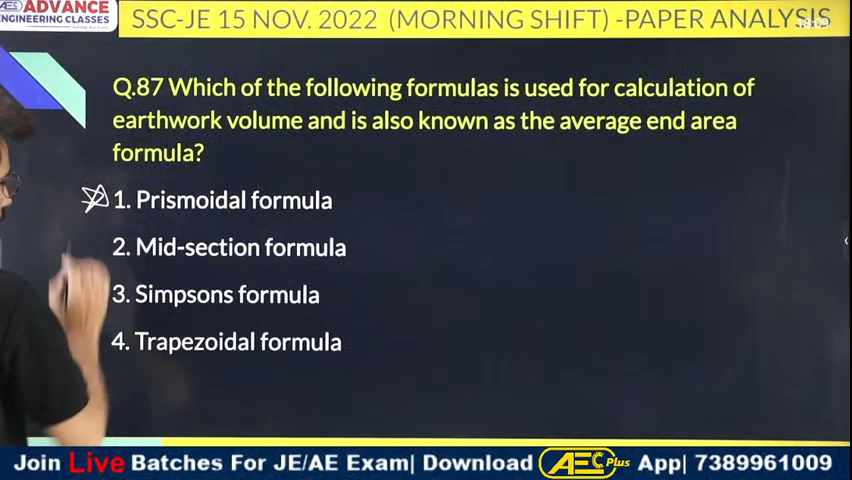 AEC ADVANCE
ENGINEERING CLASSES
SSC-JE 15 NOV. 2022 (MORNING SHIFT) -PAPER ANALYSIS
Q.87 Which of the following formulas is used for calculation of
earthwork volume and is also known as the average end area
formula?
1. Prismoidal formula
2. Mid-section formula
3. Simpsons formula
4. Trapezoidal formula
Join Live Batches For JE/AE Exam| Download AEC Plus App| 7389961009